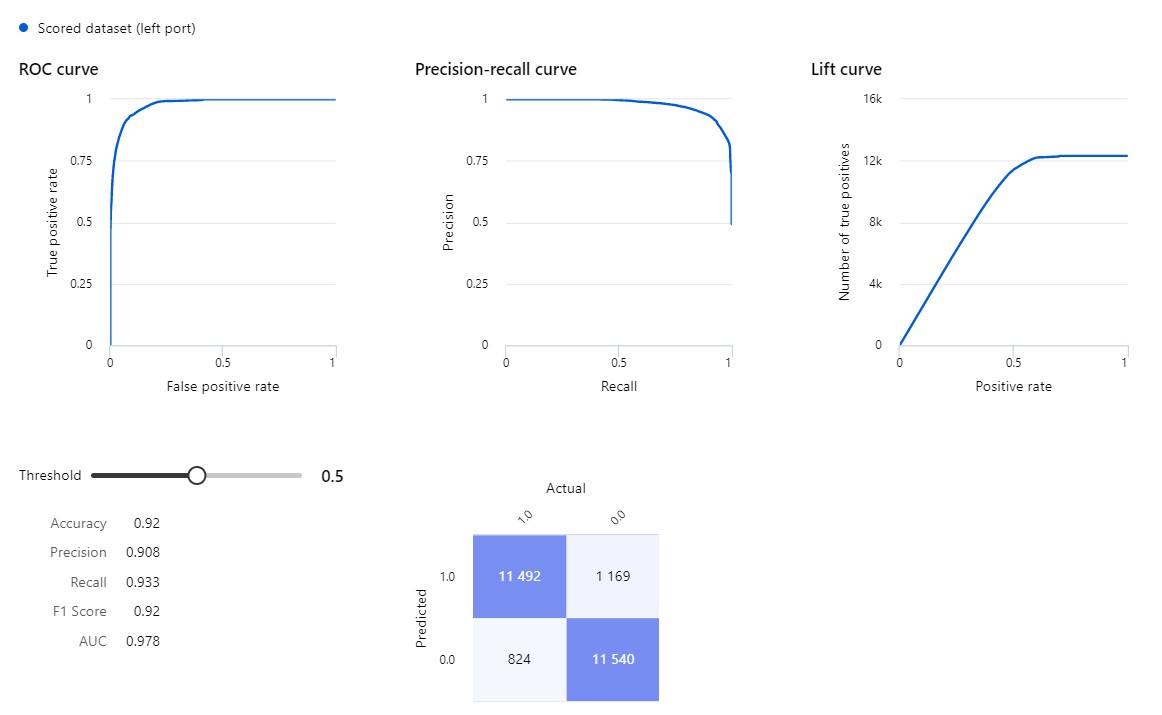 Scored dataset (left port)
ROC curve
1
0.75
0.5
0.25
0
0
0.5
1
True positive rate
False positive rate
Precision-recall curve
1
0.75
0.5
0.25
0
0
0.5
1
Precision
Recall
Lift curve
16k
12k
8k
4k
0
0
0.5
1
Number of true positives
Positive rate
Threshold
0.5
Accuracy 0.92
Precision 0.908
Recall 0.933
F1 Score 0.92
AUC 0.978
Actual
1.0 0.0
Predicted
1.0 11 492 1 169
0.0 824 11 540